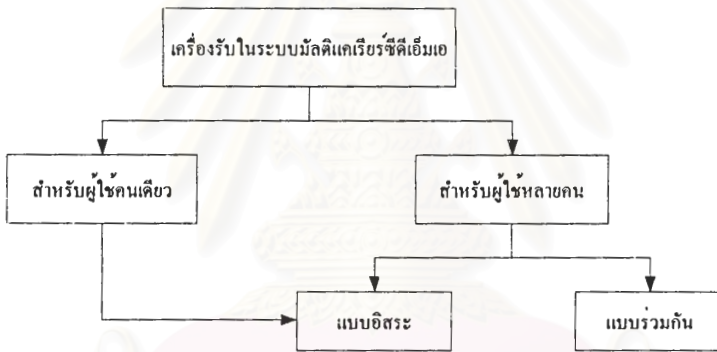 เครื่องรับในระบบมัลติแคเรียร์ซีดีเอ็มเอ
สำหรับผู้ใช้คนเดียว
สำหรับผู้ใช้หลายคน
แบบอิสระ
แบบร่วมกัน